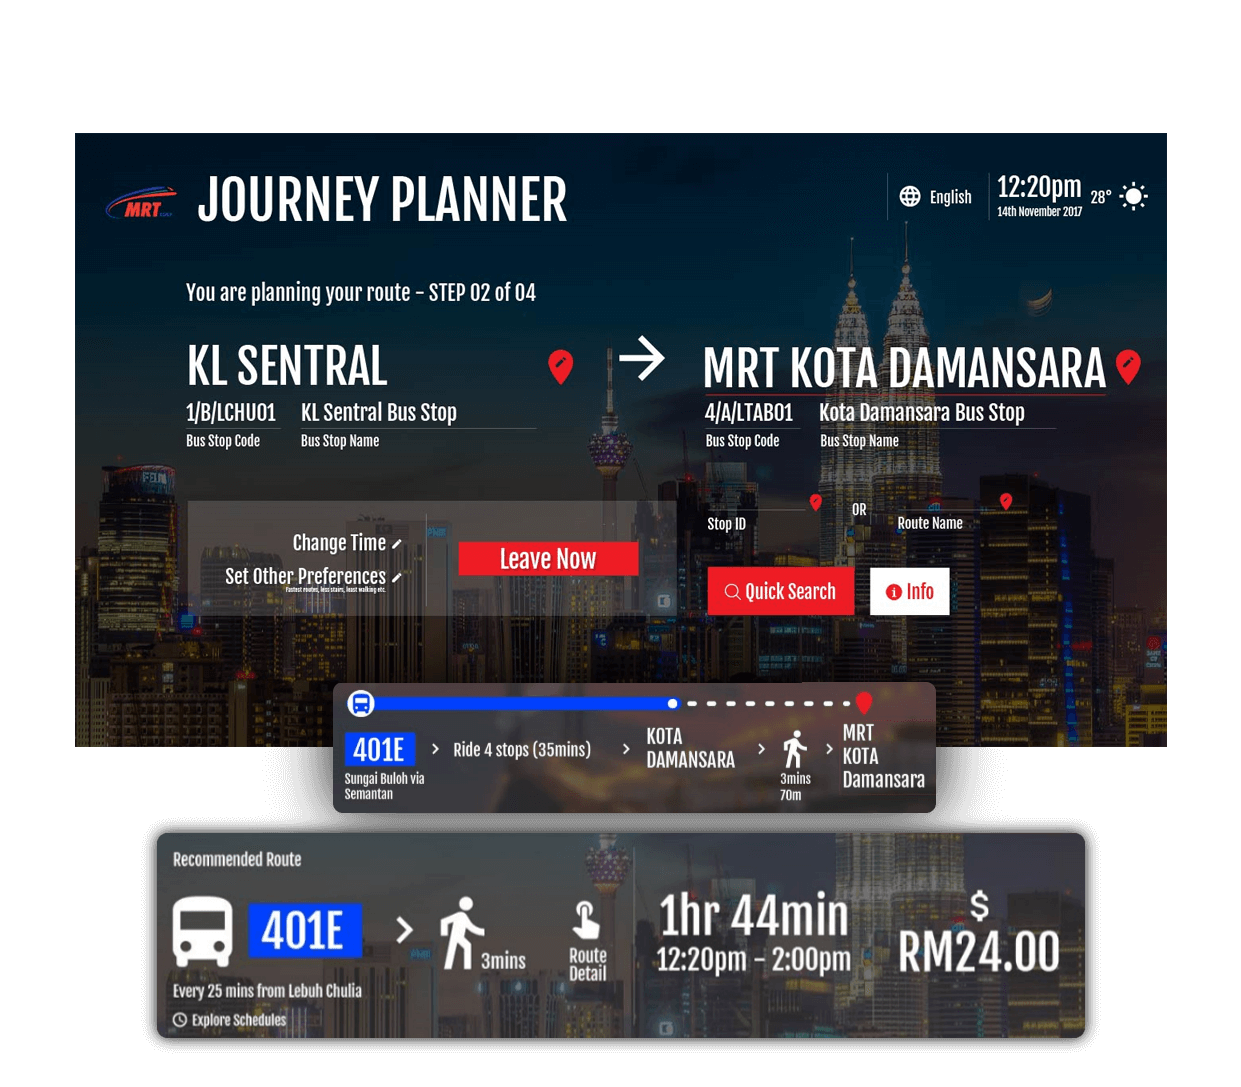 MRT
JOURNEY PLANNER
English
12:20pm
14th November 2017
28°
You are planning your route - STEP 02 of 04
KL SENTRAL
MRT KOTA DAMANSARA
1/B/LCHU01
KL Sentral Bus Stop
4/A/LTAB01
Kota Damansara Bus Stop
Bus Stop Code
Bus Stop Name
Bus Stop Code
Bus Stop Name
Stop ID
OR
Route Name
Change Time
Set Other Preferences
Fastest routes, less stairs, least walking etc.
Leave Now
Quick Search
Info
401E
Sungai Buloh via
Semantan
Ride 4 stops (35mins)
KOTA
DAMANSARA
3mins
70m
MRT
KOTA
Damansara
Recommended Route
401E
3mins
Route
Detail
1hr 44min
12:20pm - 2:00pm
$
RM24.00
Every 25 mins from Lebuh Chulia
Explore Schedules